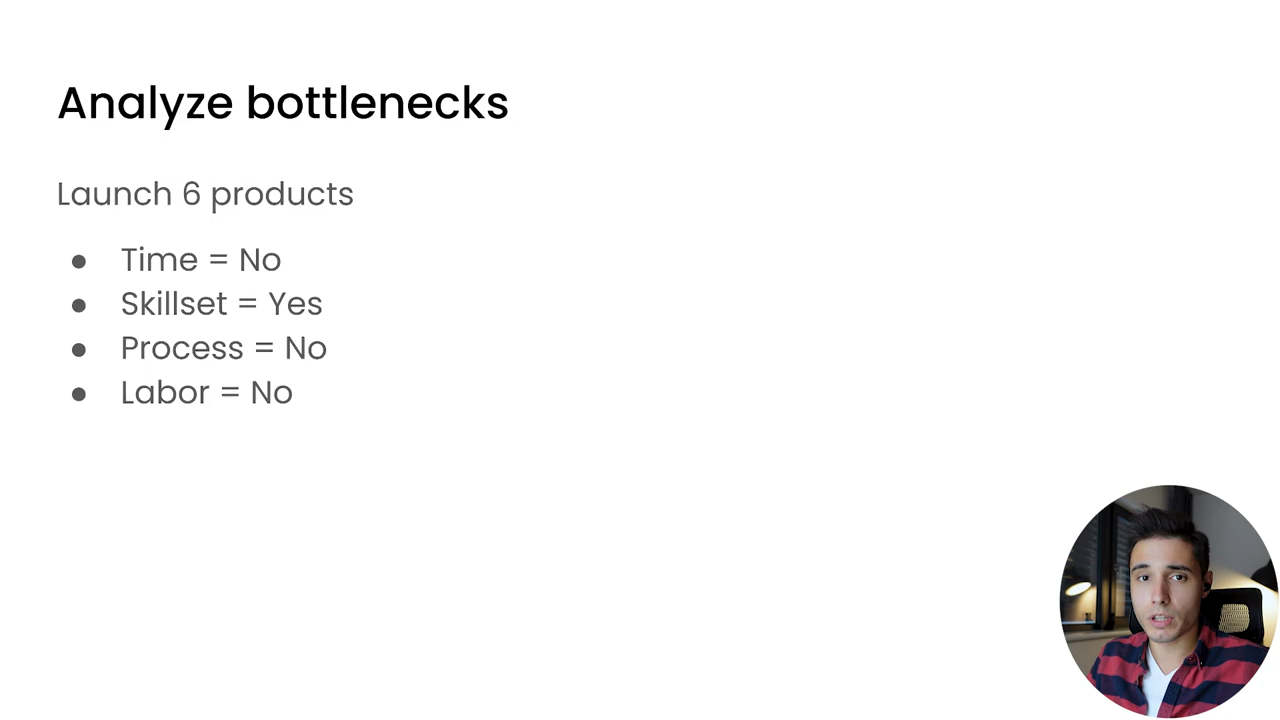 Analyze bottlenecks
Launch 6 products
● Time = No
● Skillset = Yes
● Process = No
● Labor = No